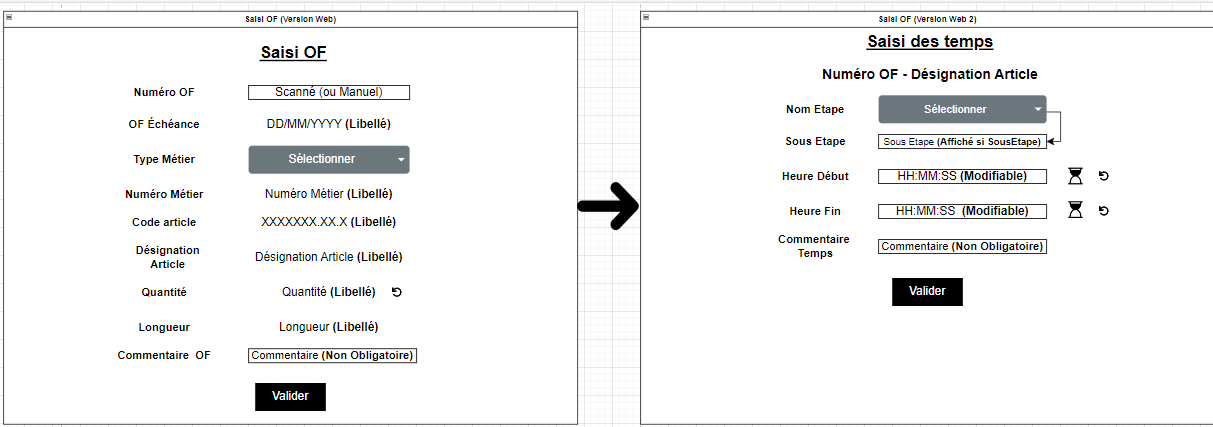 Saisi OF (Version Web)
Saisi OF
Numéro OF Scanné (ou Manuel)
OF Échéance DD/MM/YYYY (Libellé)
Type Métier Sélectionner
Numéro Métier Numéro Métier (Libellé)
Code article XXXXXXX.XX.X (Libellé)
Désignation
Article
Désignation Article (Libellé)
Quantité Quantité (Libellé)
Longueur Longueur (Libellé)
Commentaire OF Commentaire (Non Obligatoire)
Valider
Saisi OF (Version Web 2)
Saisi des temps
Numéro OF - Désignation Article
Nom Etape Sélectionner
Sous Etape Sous Etape (Affiché si SousEtape)
Heure Début HH:MM:SS (Modifiable)
Heure Fin HH:MM:SS (Modifiable)
Commentaire
Temps
Commentaire (Non Obligatoire)
Valider